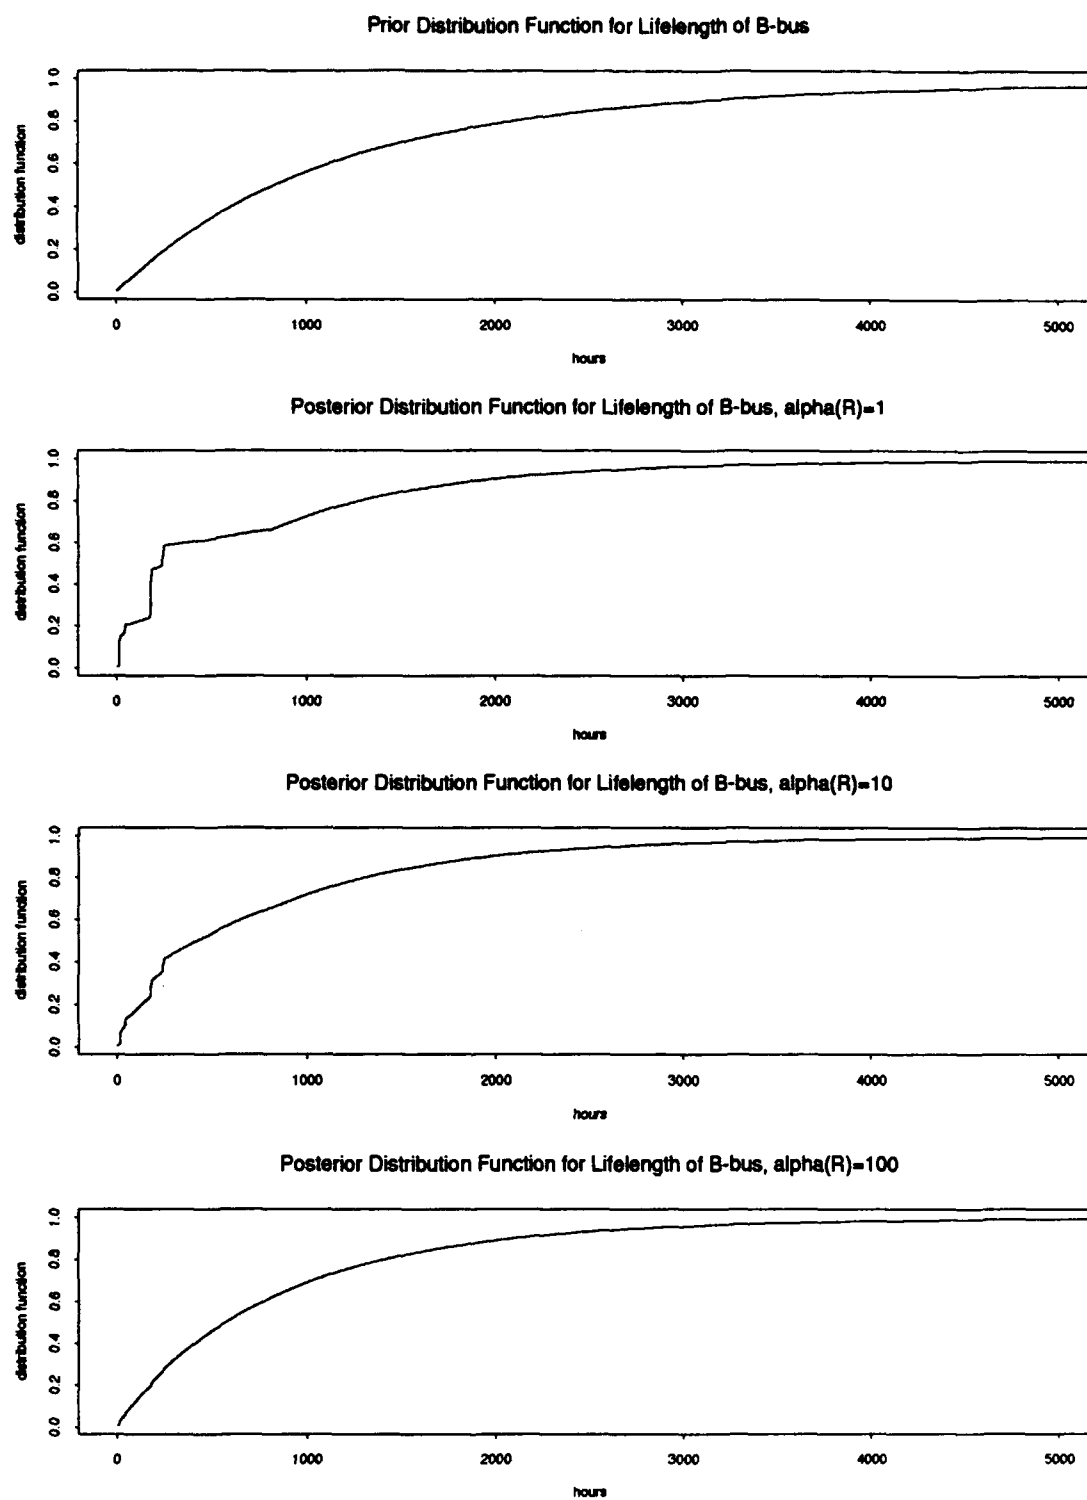 Prior Distribution Function for Lifelength of B-bus
distribution function
0.0 0.2 0.4 0.6 0.8 1.0
0 1000 2000 3000 4000 5000
hours
Posterior Distribution Function for Lifelength of B-bus, alpha(R)=1
distribution function
0.0 0.2 0.4 0.6 0.8 1.0
0 1000 2000 3000 4000 5000
hours
Posterior Distribution Function for Lifelength of B-bus, alpha(R)=10
distribution function
0.0 0.2 0.4 0.6 0.8 1.0
0 1000 2000 3000 4000 5000
hours
Posterior Distribution Function for Lifelength of B-bus, alpha(R)=100
distribution function
0.0 0.2 0.4 0.6 0.8 1.0
0 1000 2000 3000 4000 5000
hours